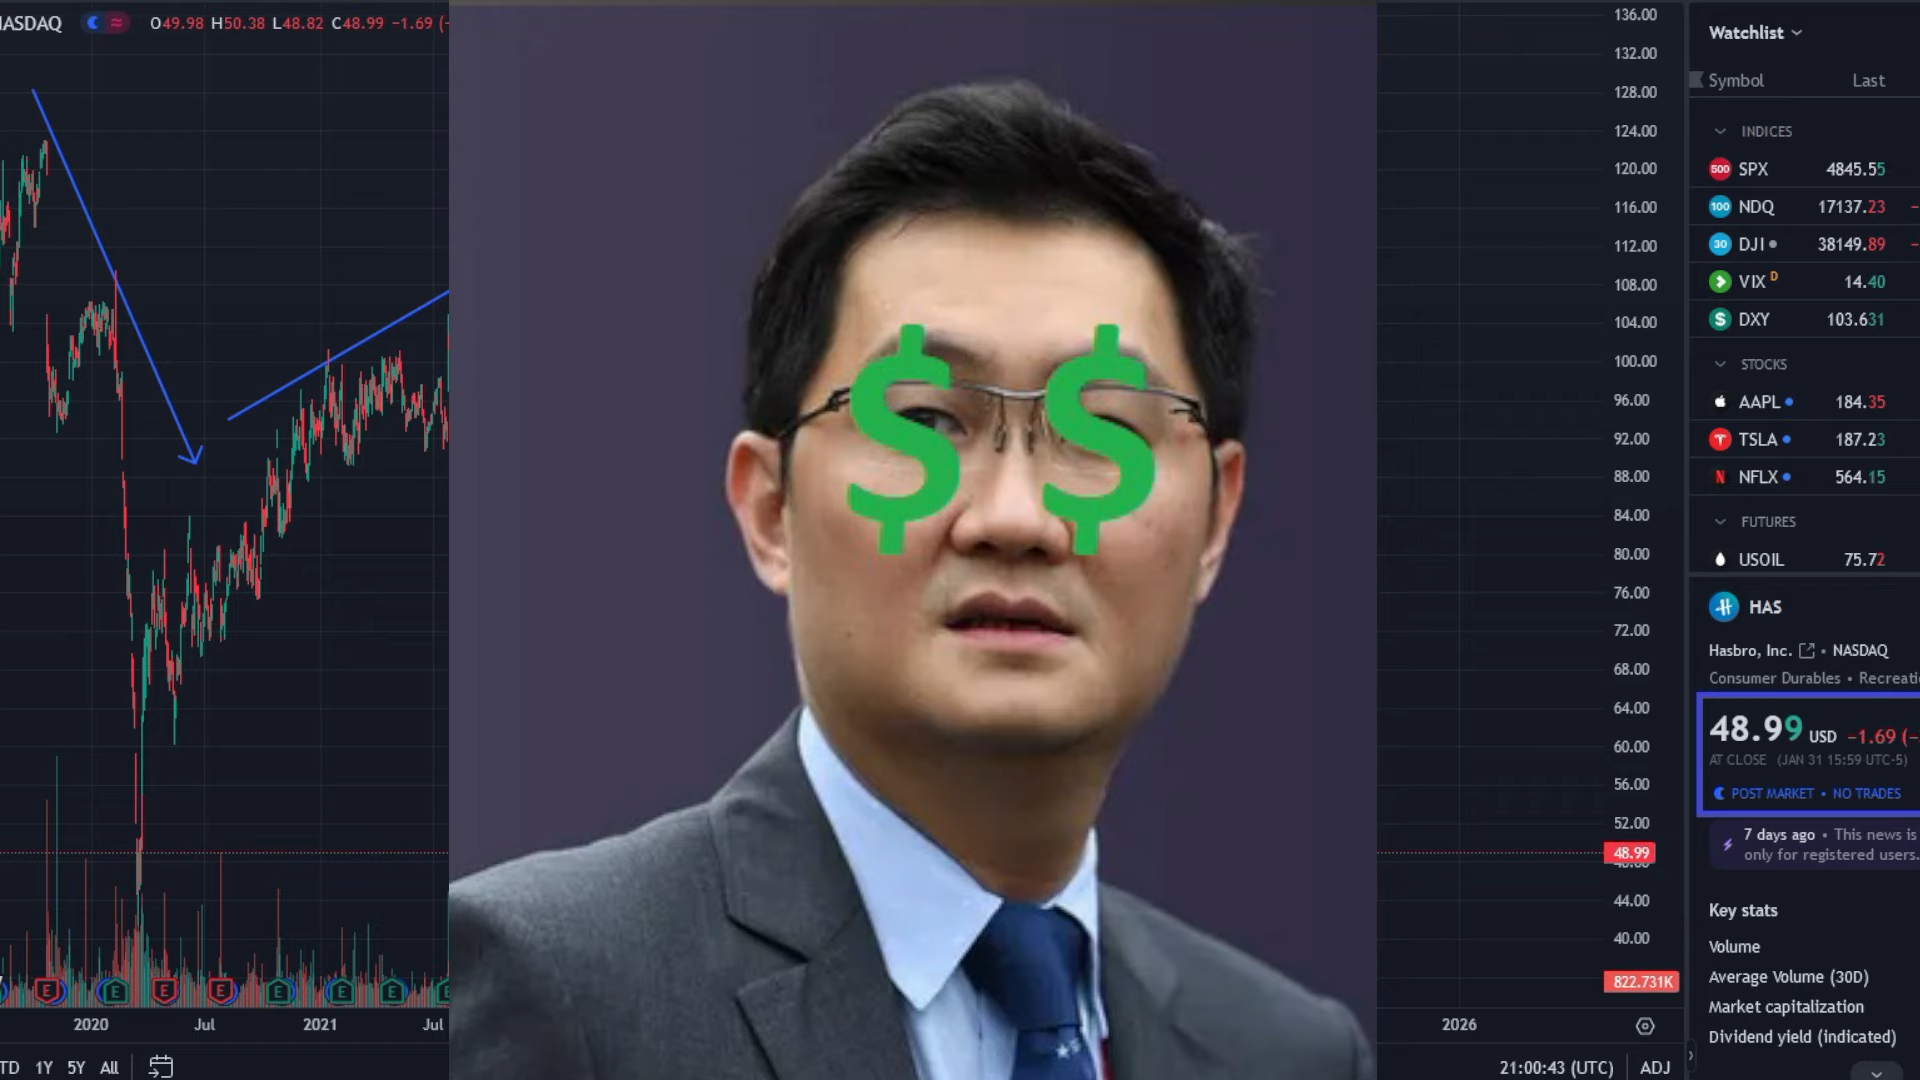 NASDAQ O49.98 H50.38 L48.82 C48.99 −1.69 (−
2020 Jul 2021 Jul
TD 1Y 5Y All
$ $
136.00
132.00
128.00
124.00
120.00
116.00
112.00
108.00
104.00
100.00
96.00
92.00
88.00
84.00
80.00
76.00
72.00
68.00
64.00
60.00
56.00
52.00
48.99
44.00
40.00
822.731K
2026
21:00:43 (UTC) ADJ
Watchlist
Symbol Last
INDICES
500 SPX 4845.55
100 NDQ 17137.23 −
30 DJI 38149.89 −
VIX D 14.40
$ DXY 103.631
STOCKS
AAPL 184.35
TSLA 187.23
N NFLX 564.15
FUTURES
USOIL 75.72
HAS
Hasbro, Inc. • NASDAQ
Consumer Durables • Recreati
48.99 USD −1.69 (−
AT CLOSE (JAN 31 15:59 UTC-5)
POST MARKET • NO TRADES
7 days ago • This news is
only for registered users.
Key stats
Volume
Average Volume (30D)
Market capitalization
Dividend yield (indicated)